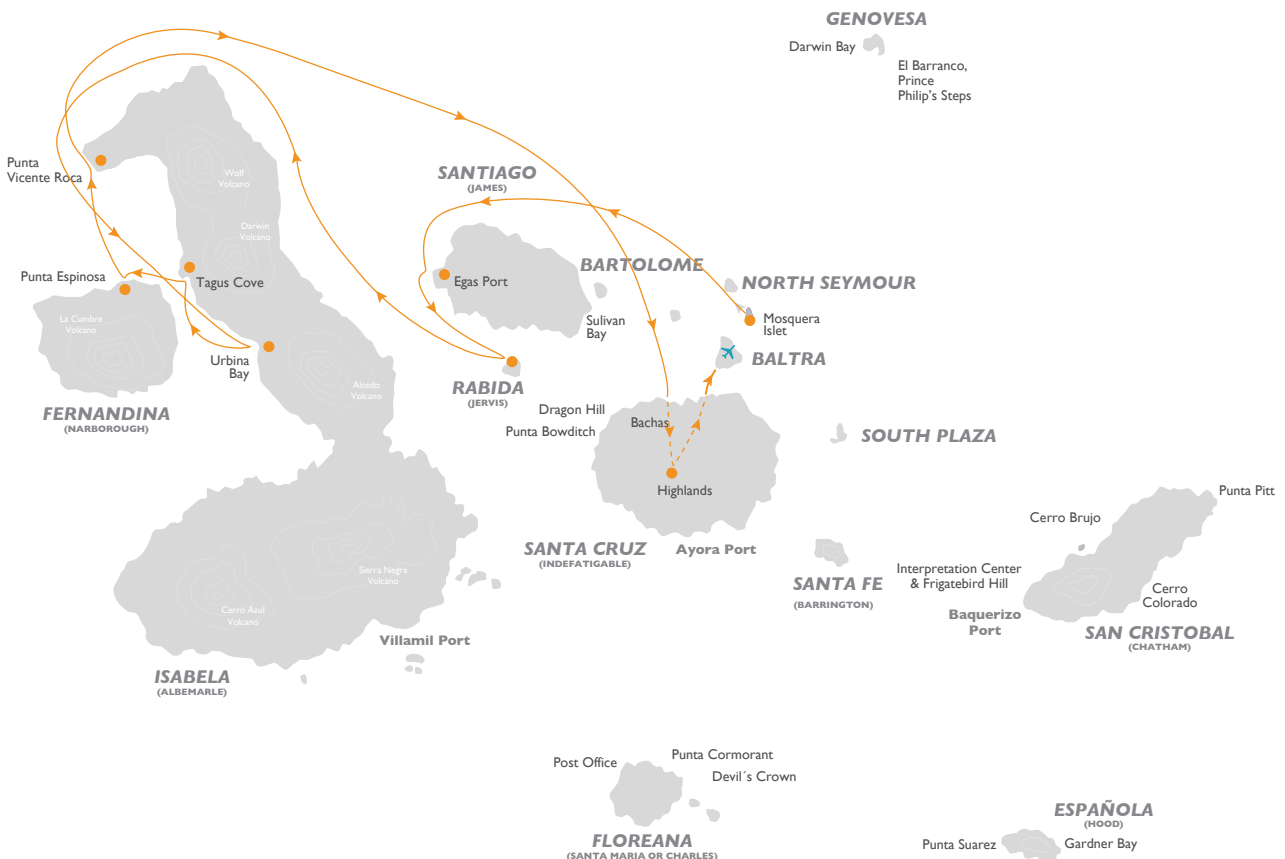 GENOVESA
Darwin Bay
El Barranco,
Prince
Philip's Steps
Punta
Vicente Roca
Wolf
Volcano
Darwin
Volcano
SANTIAGO
(JAMES)
Egas Port
BARTOLOME
Sulivan
Bay
NORTH SEYMOUR
Mosquera
Islet
BALTRA
Punta Espinosa
Tagus Cove
La Cumbre
Volcano
Urbina
Bay
Alcedo
Volcano
FERNANDINA
(NARBOROUGH)
RABIDA
(JERVIS)
Dragon Hill
Punta Bowditch
Bachas
Highlands
SOUTH PLAZA
SANTA CRUZ
(INDEFATIGABLE)
Ayora Port
SANTA FE
(BARRINGTON)
Punta Pitt
Cerro Brujo
Interpretation Center
& Frigatebird Hill
Cerro
Colorado
Baquerizo
Port
SAN CRISTOBAL
(CHATHAM)
Sierra Negra
Volcano
Cerro Azul
Volcano
Villamil Port
ISABELA
(ALBEMARLE)
Post Office
Punta Cormorant
Devil´s Crown
FLOREANA
(SANTA MARIA OR CHARLES)
ESPAÑOLA
(HOOD)
Punta Suarez
Gardner Bay